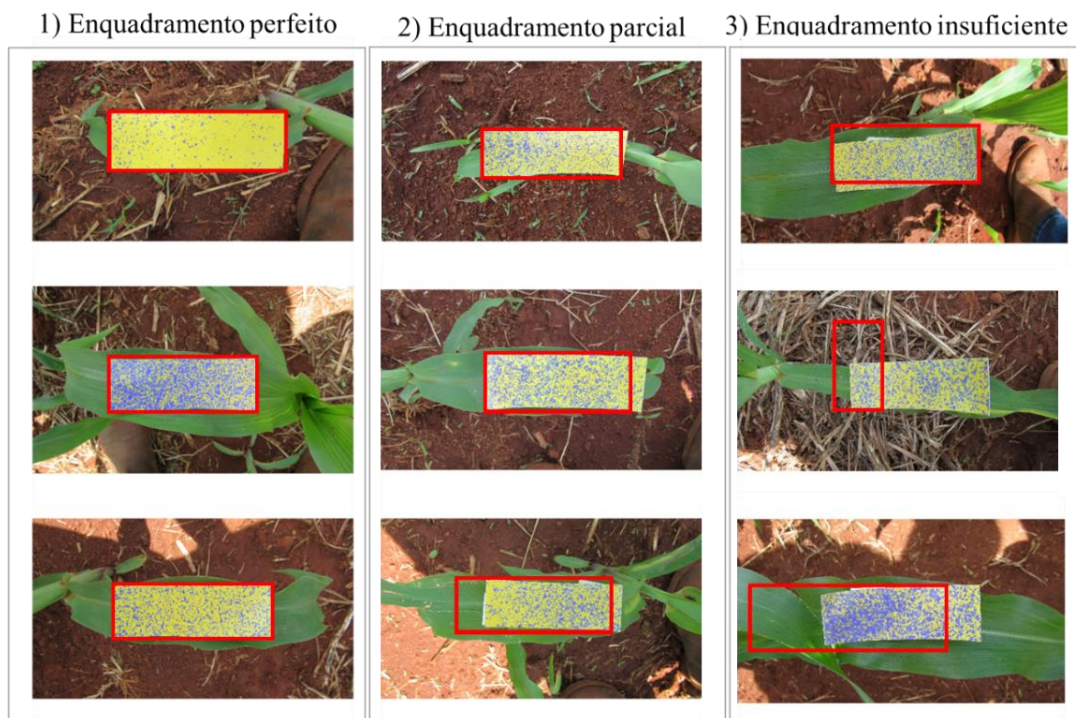 1) Enquadramento perfeito
2) Enquadramento parcial
3) Enquadramento insuficiente